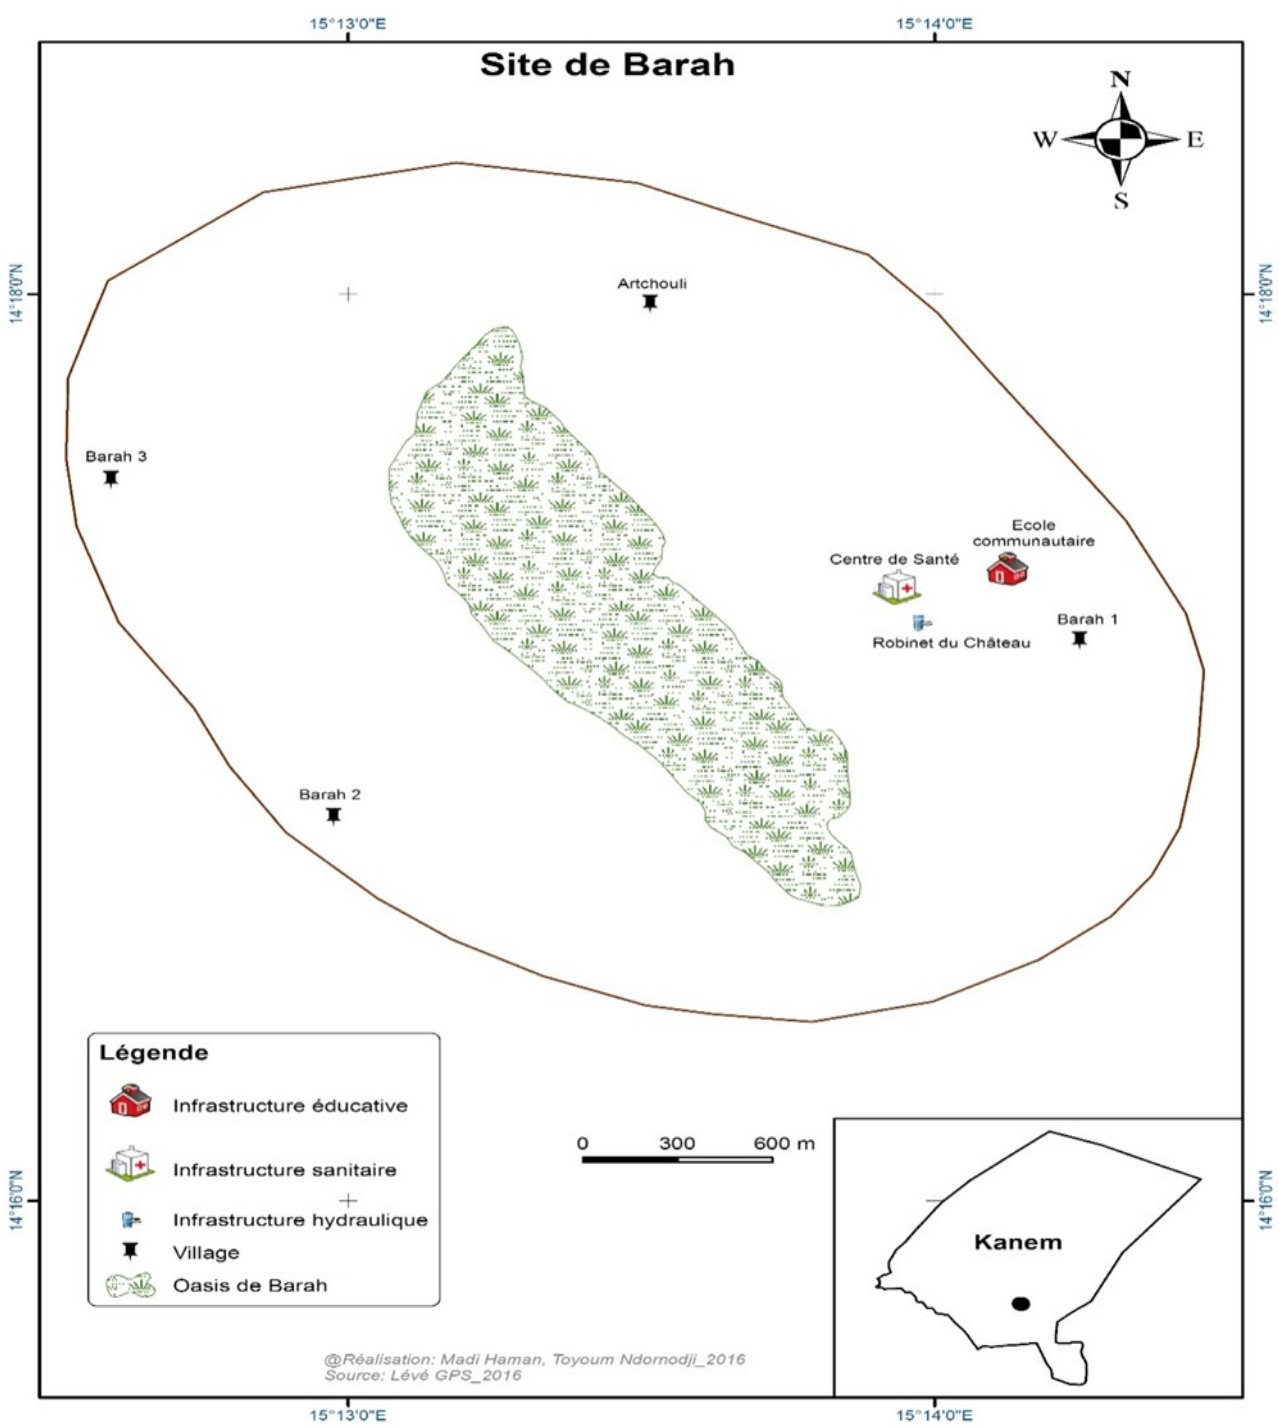 15°13'0"E
15°14'0"E
Site de Barah
N
W
E
S
14°18'0"N
14°18'0"N
Artchouli
Barah 3
Ecole
communautaire
Centre de Santé
Barah 1
Robinet du Château
Barah 2
Légende
Infrastructure éducative
Infrastructure sanitaire
Infrastructure hydraulique
Village
Oasis de Barah
0 300 600 m
14°16'0"N
14°16'0"N
Kanem
@Réalisation: Madi Haman, Toyoum Ndornodji_2016
Source: Lévé GPS_2016
15°13'0"E
15°14'0"E